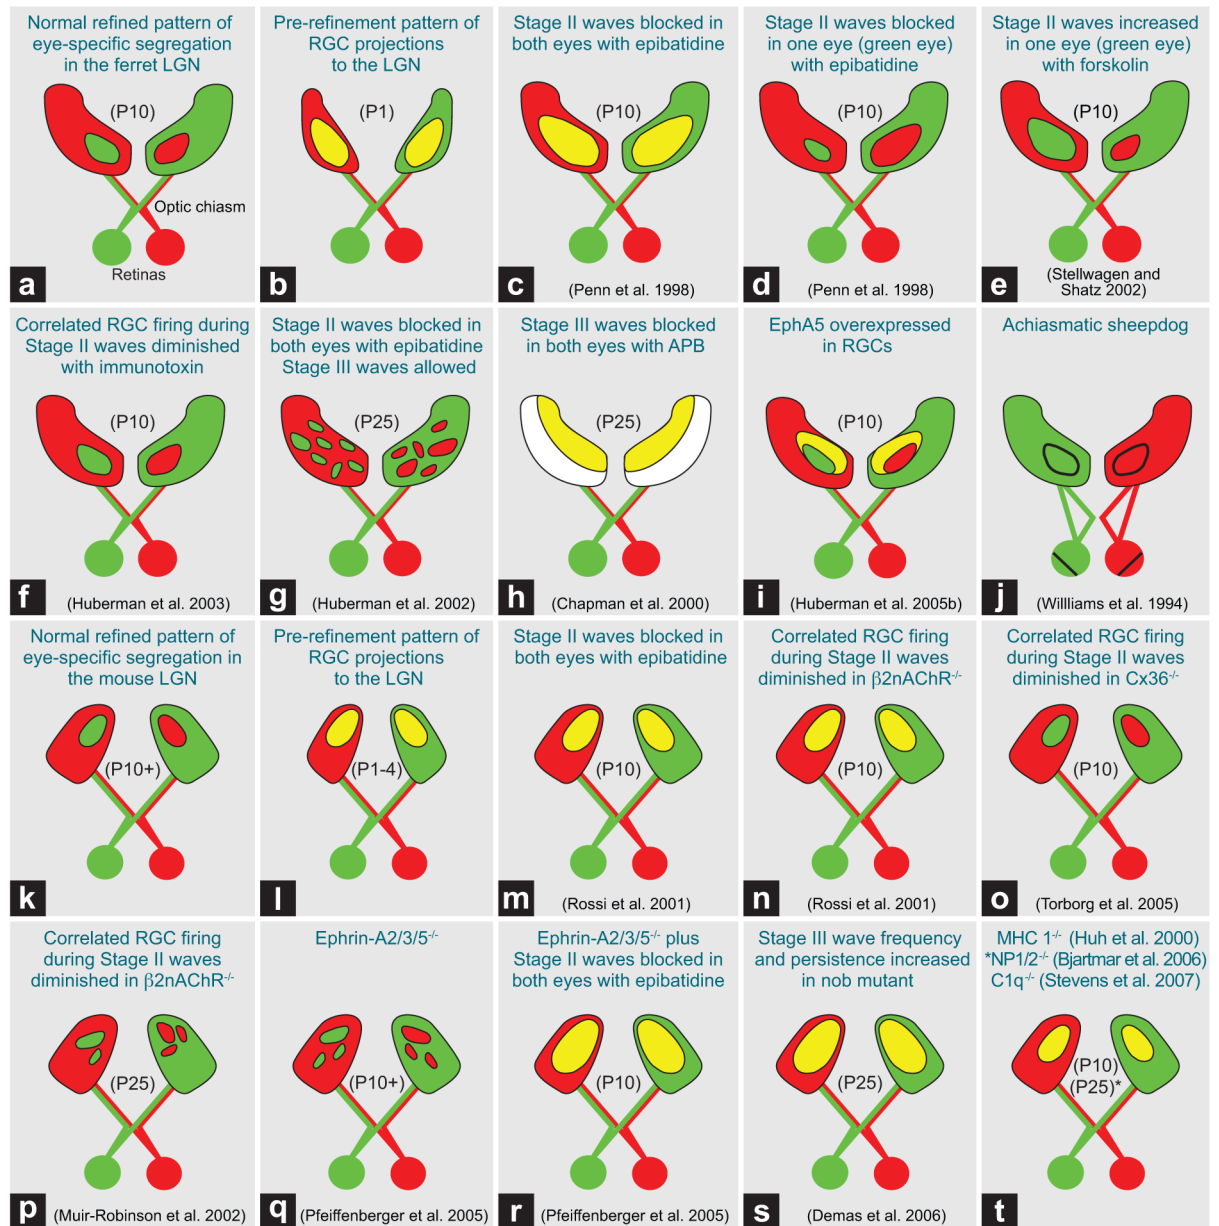 Normal refined pattern of
eye-specific segregation
in the ferret LGN
(P10)
Optic chiasm
Retinas
a
Pre-refinement pattern of
RGC projections
to the LGN
(P1)
b
Stage II waves blocked in
both eyes with epibatidine
(P10)
c
(Penn et al. 1998)
Stage II waves blocked
in one eye (green eye)
with epibatidine
(P10)
d
(Penn et al. 1998)
Stage II waves increased
in one eye (green eye)
with forskolin
(P10)
e
(Stellwagen and
Shatz 2002)
Correlated RGC firing during
Stage II waves diminished
with immunotoxin
(P10)
f
(Huberman et al. 2003)
Stage II waves blocked in
both eyes with epibatidine
Stage III waves allowed
(P25)
g
(Huberman et al. 2002)
Stage III waves blocked
in both eyes with APB
(P25)
h
(Chapman et al. 2000)
EphA5 overexpressed
in RGCs
(P10)
i
(Huberman et al. 2005b)
Achiasmatic sheepdog
j
(Willliams et al. 1994)
Normal refined pattern of
eye-specific segregation in
the mouse LGN
(P10+)
k
Pre-refinement pattern of
RGC projections
to the LGN
(P1-4)
l
Stage II waves blocked in
both eyes with epibatidine
(P10)
m
(Rossi et al. 2001)
Correlated RGC firing
during Stage II waves
diminished in β2nAChR-/-
(P10)
n
(Rossi et al. 2001)
Correlated RGC firing
during Stage II waves
diminished in Cx36-/-
(P10)
o
(Torborg et al. 2005)
Correlated RGC firing
during Stage II waves
diminished in β2nAChR-/-
(P25)
p
(Muir-Robinson et al. 2002)
Ephrin-A2/3/5-/-
(P10+)
q
(Pfeiffenberger et al. 2005)
Ephrin-A2/3/5-/- plus
Stage II waves blocked in
both eyes with epibatidine
(P10)
r
(Pfeiffenberger et al. 2005)
Stage III wave frequency
and persistence increased
in nob mutant
(P25)
s
(Demas et al. 2006)
MHC 1-/- (Huh et al. 2000)
*NP1/2-/- (Bjartmar et al. 2006)
C1q-/- (Stevens et al. 2007)
(P10)
(P25)*
t